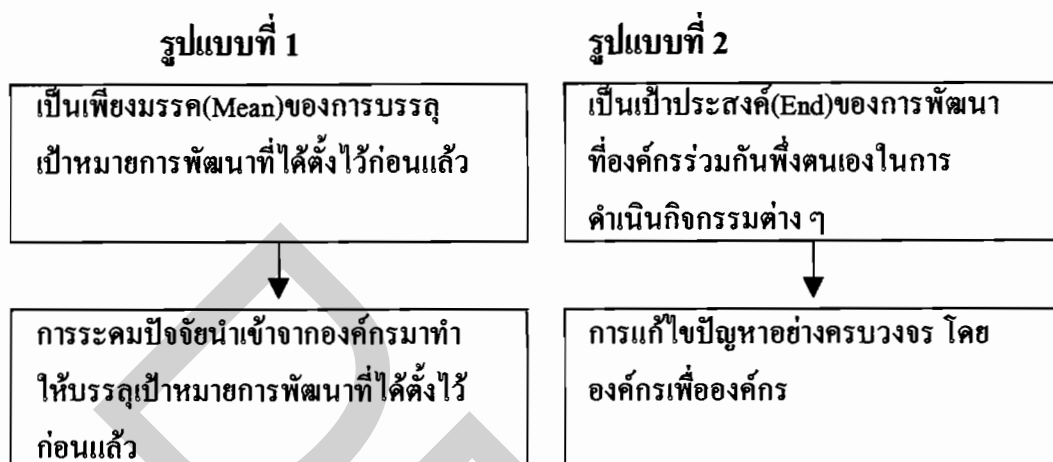 รูปแบบที่ 1
เป็นเพียงมรรค(Mean)ของการบรรลุ
เป้าหมายการพัฒนาที่ได้ตั้งไว้ก่อนแล้ว
การระดมปัจจัยนำเข้าจากองค์กรมาทำ
ให้บรรลุเป้าหมายการพัฒนาที่ได้ตั้งไว้
ก่อนแล้ว
รูปแบบที่ 2
เป็นเป้าประสงค์(End)ของการพัฒนา
ที่องค์กรร่วมกันพึ่งตนเองในการ
ดำเนินกิจกรรมต่าง ๆ
การแก้ไขปัญหาอย่างครบวงจร โดย
องค์กรเพื่อองค์กร